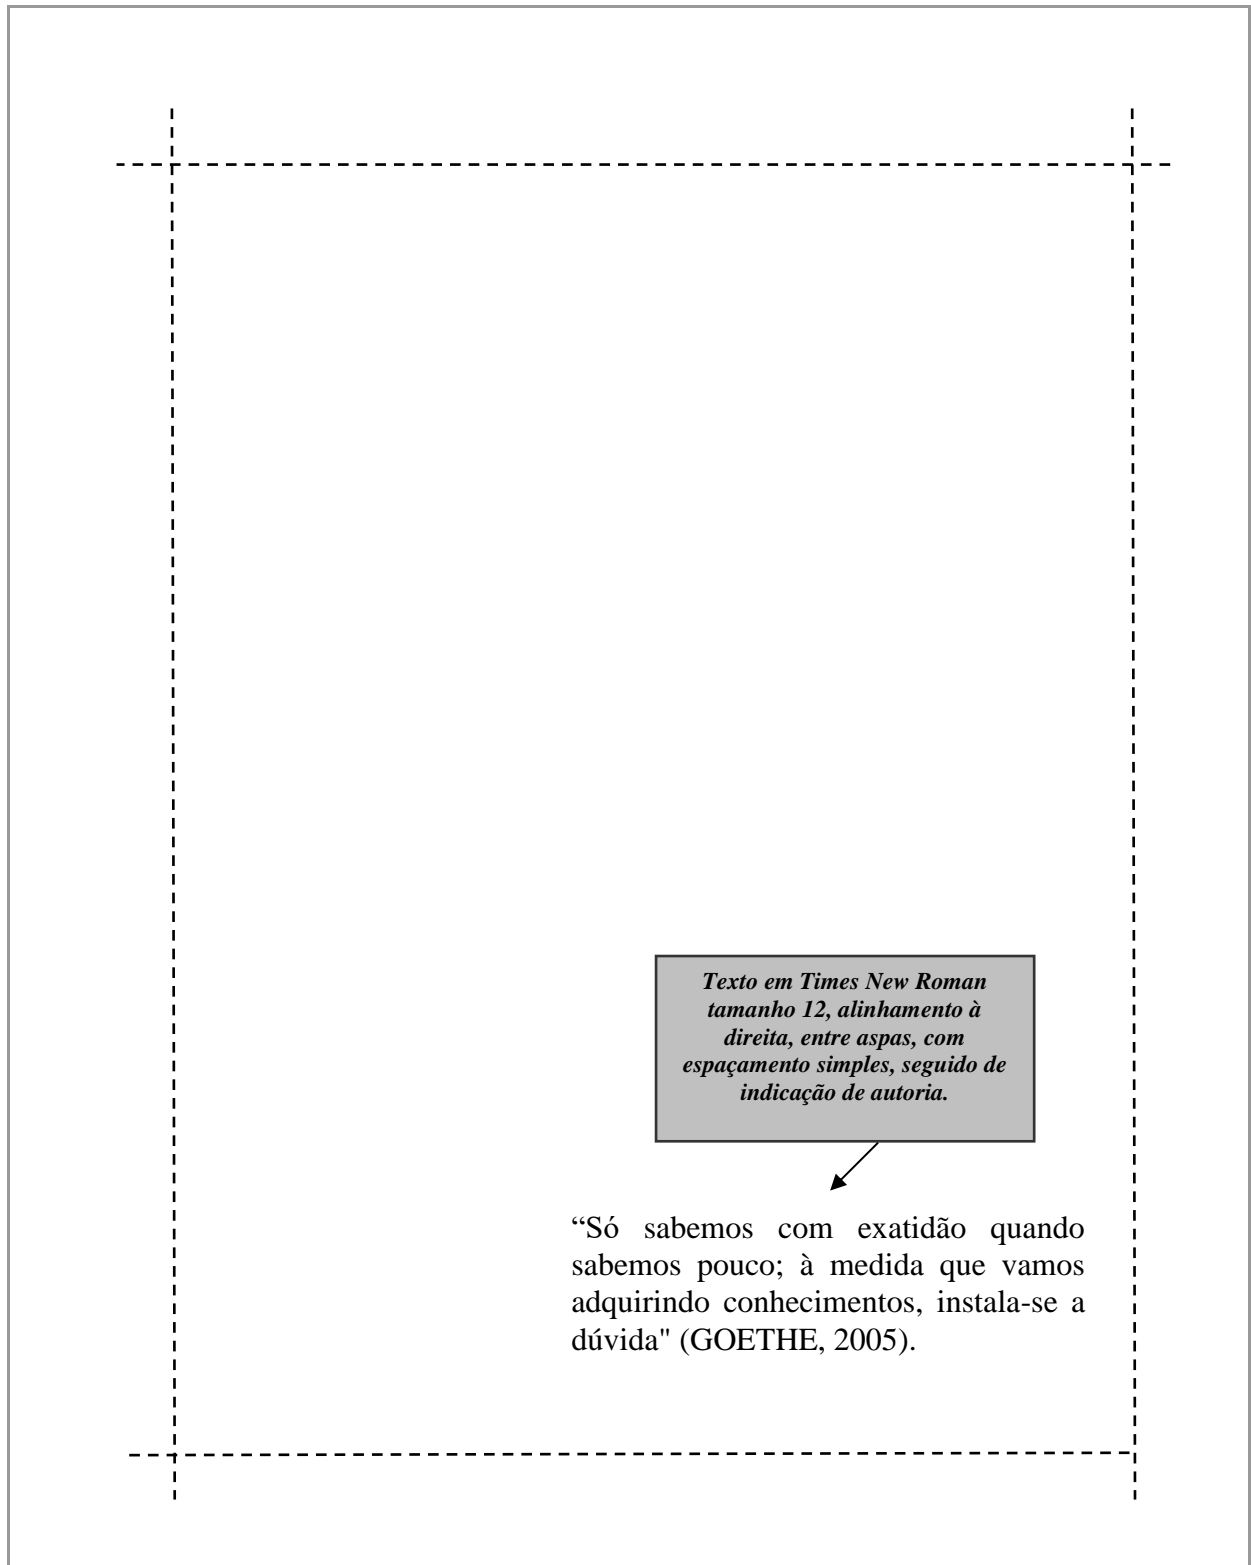 Texto em Times New Roman
tamanho 12, alinhamento à
direita, entre aspas, com
espaçamento simples, seguido de
indicação de autoria.
“Só sabemos com exatidão quando
sabemos pouco; à medida que vamos
adquirindo conhecimentos, instala-se a
dúvida" (GOETHE, 2005).